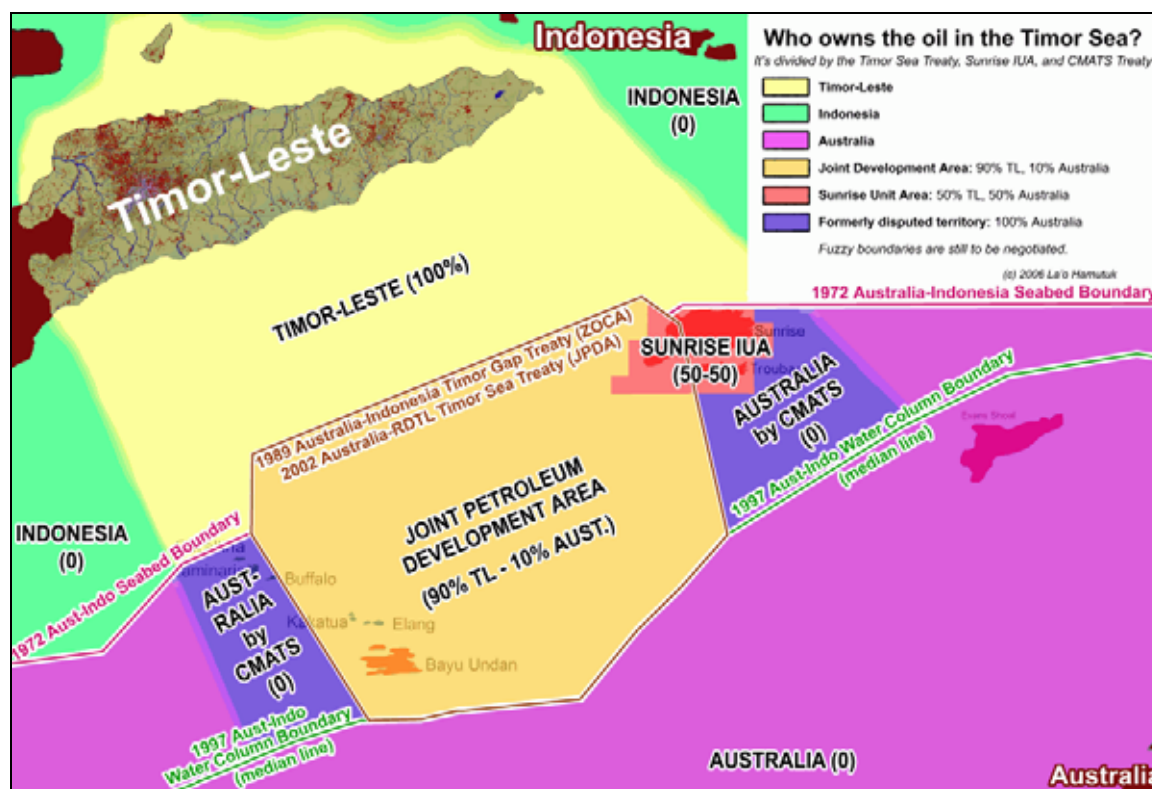 Indonesia
Who owns the oil in the Timor Sea?
It's divided by the Timor Sea Treaty, Sunrise IUA, and CMATS Treaty
Timor-Leste
Indonesia
Australia
Joint Development Area: 90% TL, 10% Australia
Sunrise Unit Area: 50% TL, 50% Australia
Formerly disputed territory: 100% Australia
Fuzzy boundaries are still to be negotiated.
(c) 2006 La'o Hamutuk
INDONESIA
(0)
Timor-Leste
TIMOR-LESTE (100%)
1972 Australia-Indonesia Seabed Boundary
1989 Australia-Indonesia Timor Gap Treaty (ZOCA)
2002 Australia-RDTL Timor Sea Treaty (JPDA)
Sunrise
SUNRISE IUA
(50-50)
AUSTRALIA
by CMATS
(0)
Evans Shoal
1997 Aust-Indo Water Column Boundary
(median line)
JOINT PETROLEUM
DEVELOPMENT AREA
(90% TL - 10% AUST.)
INDONESIA
(0)
1972 Aust-Indo Seabed Boundary
Buffalo
AUST-
RALIA
by
CMATS
(0)
Kakatua
Elang
Bayu Undan
1997 Aust-Indo
Water Column Boundary
(median line)
AUSTRALIA (0)
Australia